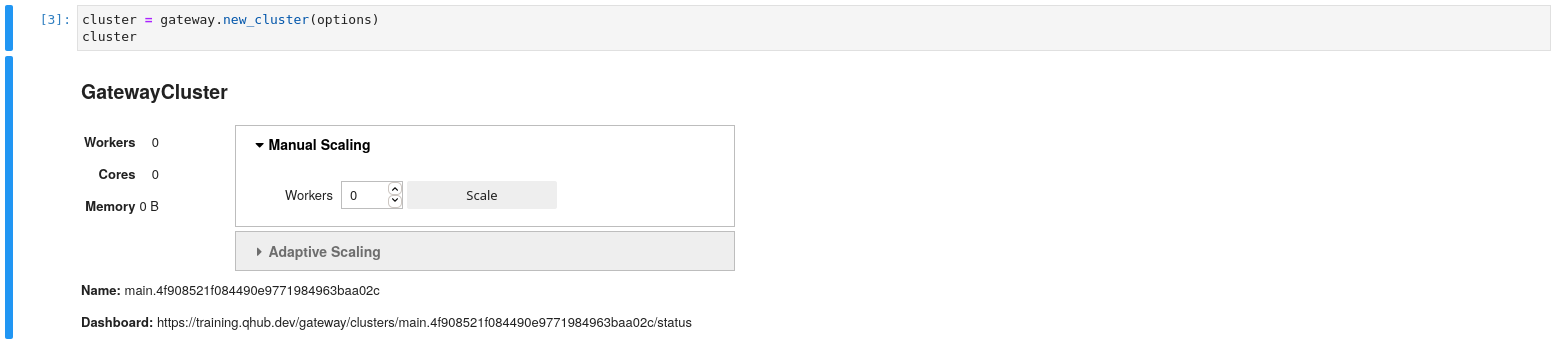 [3]: cluster = gateway.new_cluster(options)
cluster
GatewayCluster
Workers 0
Cores 0
Memory 0 B
Manual Scaling
Workers 0 Scale
Adaptive Scaling
Name: main.4f908521f084490e9771984963baa02c
Dashboard: https://training.qhub.dev/gateway/clusters/main.4f908521f084490e9771984963baa02c/status